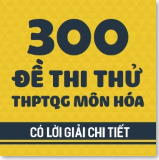 300
ĐỀ THI THỬ
THPTQG MÔN HÓA
CÓ LỜI GIẢI CHI TIẾT